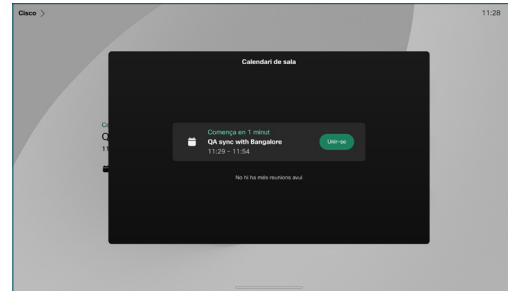 Cisco
11:28
Calendari de sala
Comença en 1 minut
QA sync with Bangalore
11:29 - 11:54
Unir-se
No hi ha més reunions avui